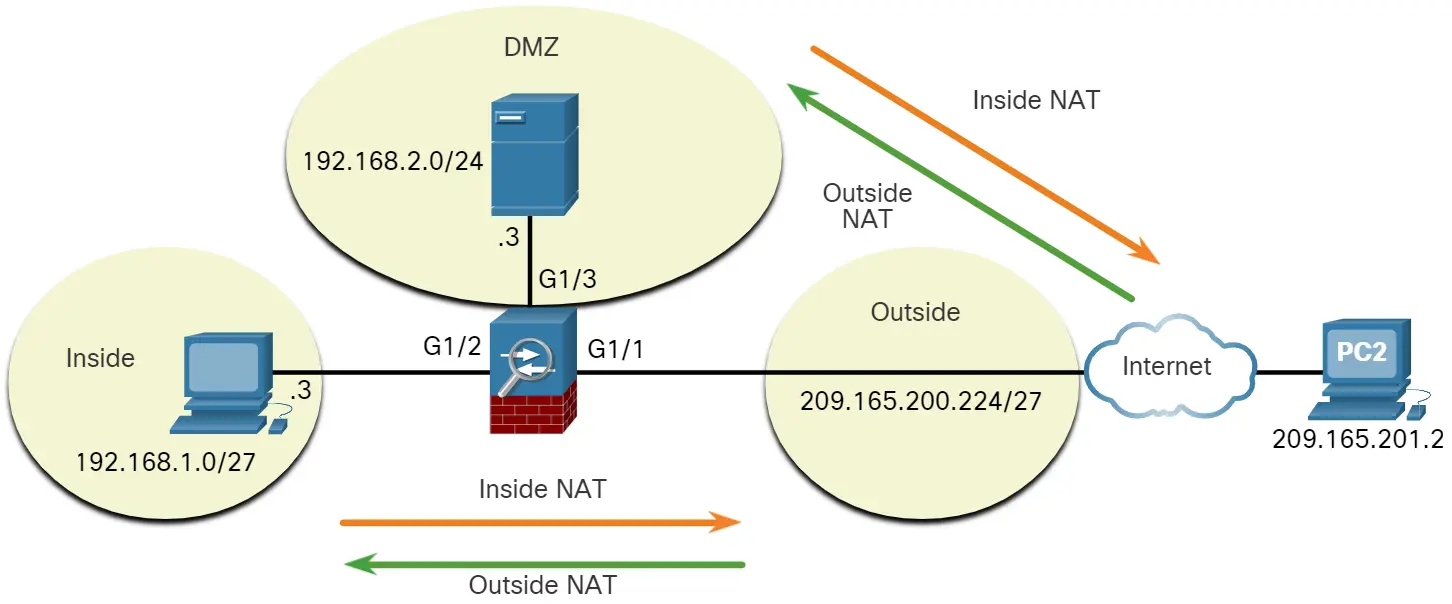 DMZ
Inside NAT
192.168.2.0/24
Outside
NAT
.3
G1/3
Outside
Inside
G1/2
G1/1
Internet
PC2
.3
209.165.200.224/27
209.165.201.2
192.168.1.0/27
Inside NAT
Outside NAT